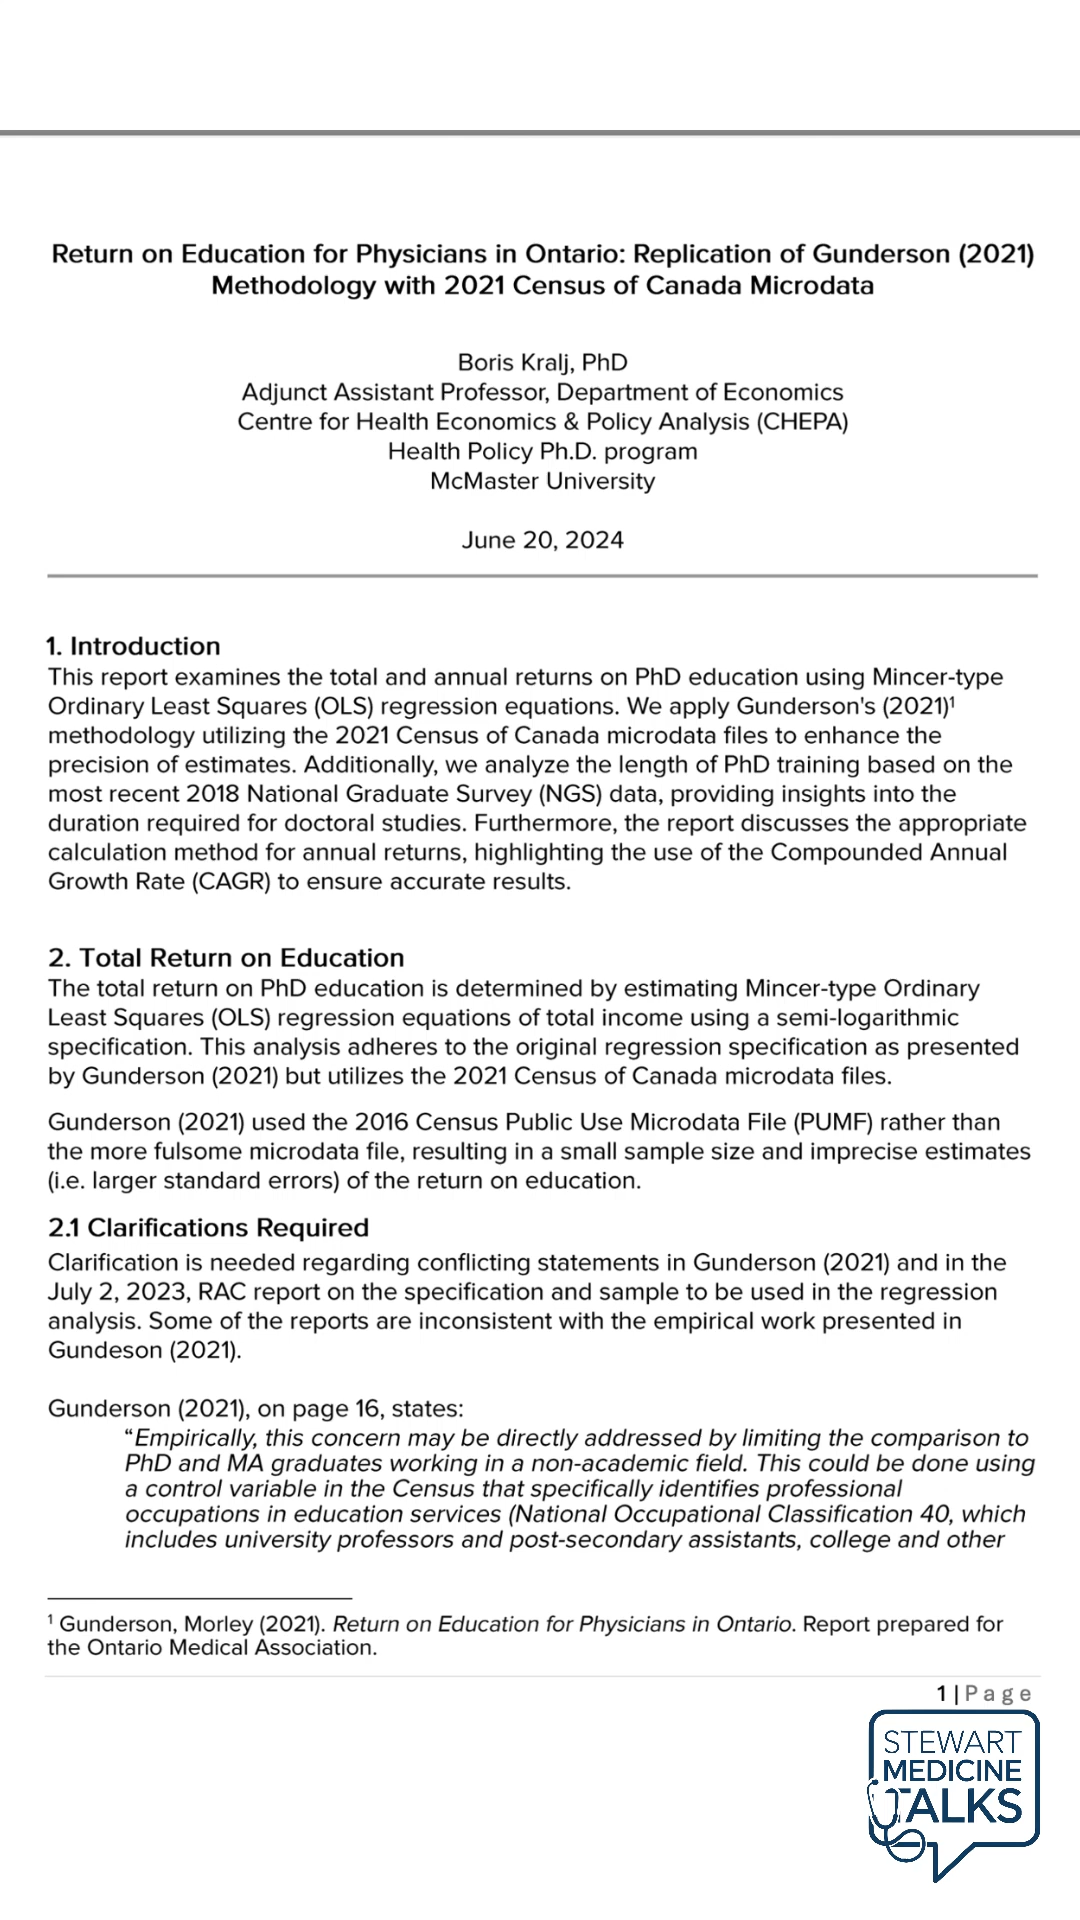 Return on Education for Physicians in Ontario: Replication of Gunderson (2021)
Methodology with 2021 Census of Canada Microdata
Boris Kralj, PhD
Adjunct Assistant Professor, Department of Economics
Centre for Health Economics & Policy Analysis (CHEPA)
Health Policy Ph.D. program
McMaster University
June 20, 2024
1. Introduction
This report examines the total and annual returns on PhD education using Mincer-type
Ordinary Least Squares (OLS) regression equations. We apply Gunderson's (2021)¹
methodology utilizing the 2021 Census of Canada microdata files to enhance the
precision of estimates. Additionally, we analyze the length of PhD training based on the
most recent 2018 National Graduate Survey (NGS) data, providing insights into the
duration required for doctoral studies. Furthermore, the report discusses the appropriate
calculation method for annual returns, highlighting the use of the Compounded Annual
Growth Rate (CAGR) to ensure accurate results.
2. Total Return on Education
The total return on PhD education is determined by estimating Mincer-type Ordinary
Least Squares (OLS) regression equations of total income using a semi-logarithmic
specification. This analysis adheres to the original regression specification as presented
by Gunderson (2021) but utilizes the 2021 Census of Canada microdata files.
Gunderson (2021) used the 2016 Census Public Use Microdata File (PUMF) rather than
the more fulsome microdata file, resulting in a small sample size and imprecise estimates
(i.e. larger standard errors) of the return on education.
2.1 Clarifications Required
Clarification is needed regarding conflicting statements in Gunderson (2021) and in the
July 2, 2023, RAC report on the specification and sample to be used in the regression
analysis. Some of the reports are inconsistent with the empirical work presented in
Gundeson (2021).
Gunderson (2021), on page 16, states:
“Empirically, this concern may be directly addressed by limiting the comparison to
PhD and MA graduates working in a non-academic field. This could be done using
a control variable in the Census that specifically identifies professional
occupations in education services (National Occupational Classification 40, which
includes university professors and post-secondary assistants, college and other
¹ Gunderson, Morley (2021). Return on Education for Physicians in Ontario. Report prepared for
the Ontario Medical Association.
1 | Page
STEWART
MEDICINE
TALKS